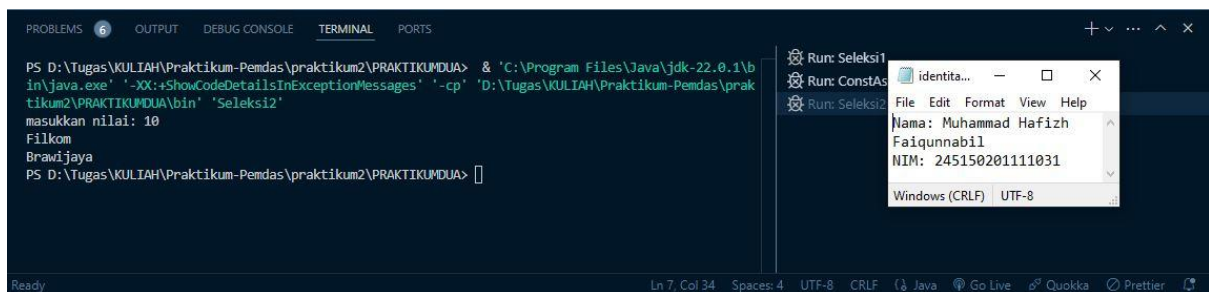 PROBLEMS 6 OUTPUT DEBUG CONSOLE TERMINAL PORTS
PS D:\Tugas\KULIAH\Praktikum-Pemdas\praktikum2\PRAKTIKUMDUA> & 'C:\Program Files\Java\jdk-22.0.1\b
in\java.exe' '-XX:+ShowCodeDetailsInExceptionMessages' '-cp' 'D:\Tugas\KULIAH\Praktikum-Pemdas\prak
tikum2\PRAKTIKUMDUA\bin' 'Seleksi2'
masukkan nilai: 10
Filkom
Brawijaya
PS D:\Tugas\KULIAH\Praktikum-Pemdas\praktikum2\PRAKTIKUMDUA>
Run: Seleksi1
Run: ConstAs
Run: Seleksi2
identita...
File Edit Format View Help
Nama: Muhammad Hafizh
Faiqunnabil
NIM: 245150201111031
Windows (CRLF) UTF-8
Ready Ln 7, Col 34 Spaces: 4 UTF-8 CRLF Java Go Live Quokka Prettier